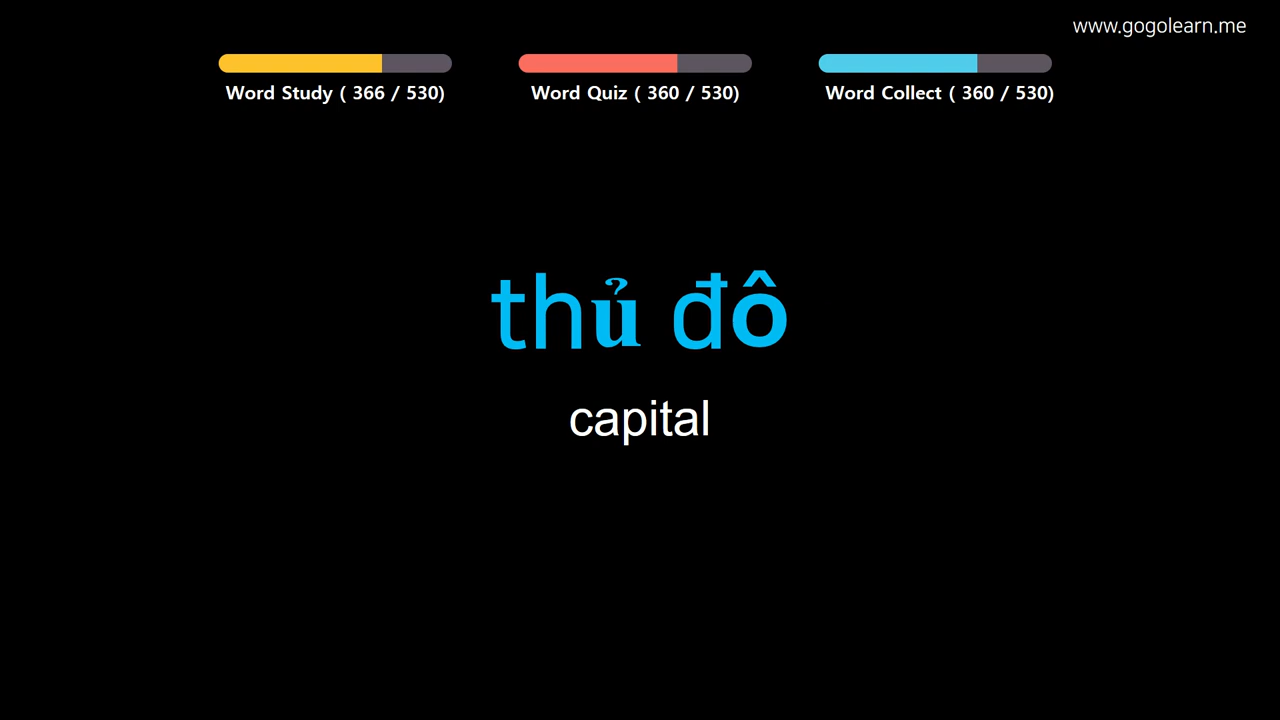 www.gogolearn.me
Word Study ( 366 / 530)
Word Quiz ( 360 / 530)
Word Collect ( 360 / 530)
thủ đô
capital